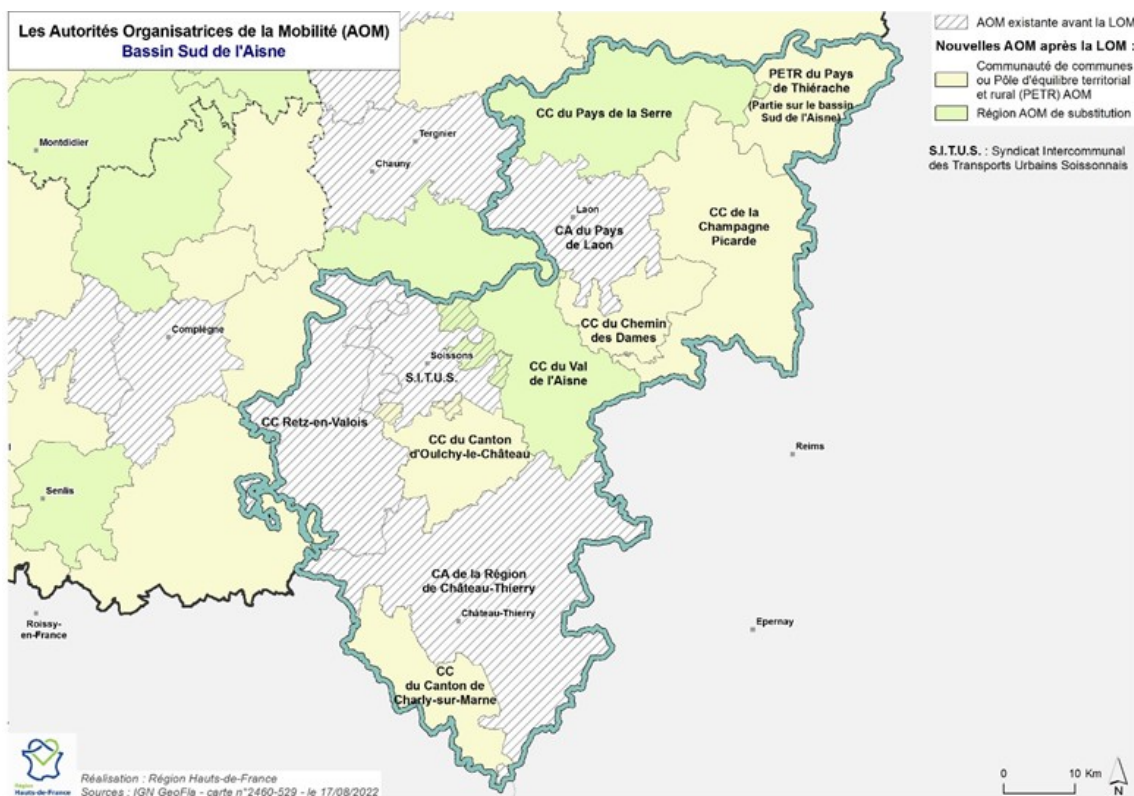 Les Autorités Organisatrices de la Mobilité (AOM)
Bassin Sud de l'Aisne
AOM existante avant la LOM
Nouvelles AOM après la LOM :
Communauté de communes
ou Pôle d'équilibre territorial
et rural (PETR) AOM
Région AOM de substitution
S.I.T.U.S. : Syndicat Intercommunal
des Transports Urbains Soissonnais
PETR du Pays
de Thiérache
(Partie sur le bassin
Sud de l'Aisne)
CC du Pays de la Serre
Montdidier
Tergnier
Chauny
Laon
CA du Pays
de Laon
CC de la
Champagne
Picarde
CC du Chemin
des Dames
Compiègne
Soissons
S.I.T.U.S.
CC du Val
de l'Aisne
CC Retz-en-Valois
CC du Canton
d'Oulchy-le-Château
Reims
Senlis
CA de la Région
de Château-Thierry
Château-Thierry
Roissy-
en-France
Epernay
CC
du Canton de
Charly-sur-Marne
Région
Hauts-de-France
Réalisation : Région Hauts-de-France
Sources : IGN GeoFla - carte n°2460-529 - le 17/08/2022
0 10 Km
N